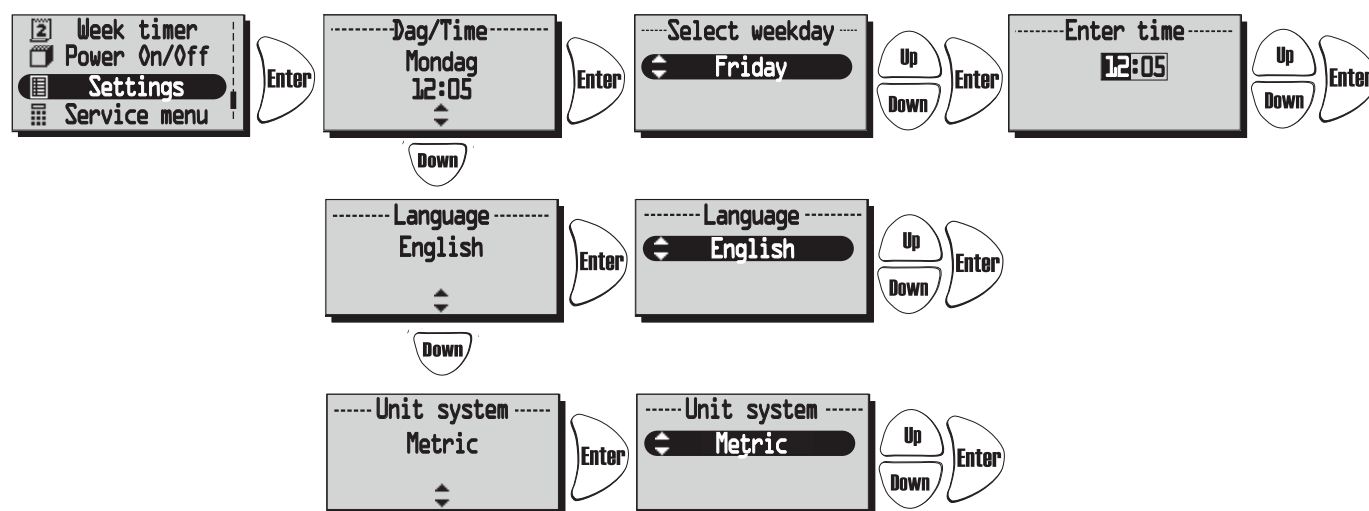 Week timer
Power On/Off
Settings
Service menu
Enter
Dag/Time
Mondag
12:05
Enter
Select weekday
Friday
Up
Down
Enter
Enter time
12:05
Up
Down
Enter
Down
Language
English
Enter
Language
English
Up
Down
Enter
Down
Unit system
Metric
Enter
Unit system
Metric
Up
Down
Enter